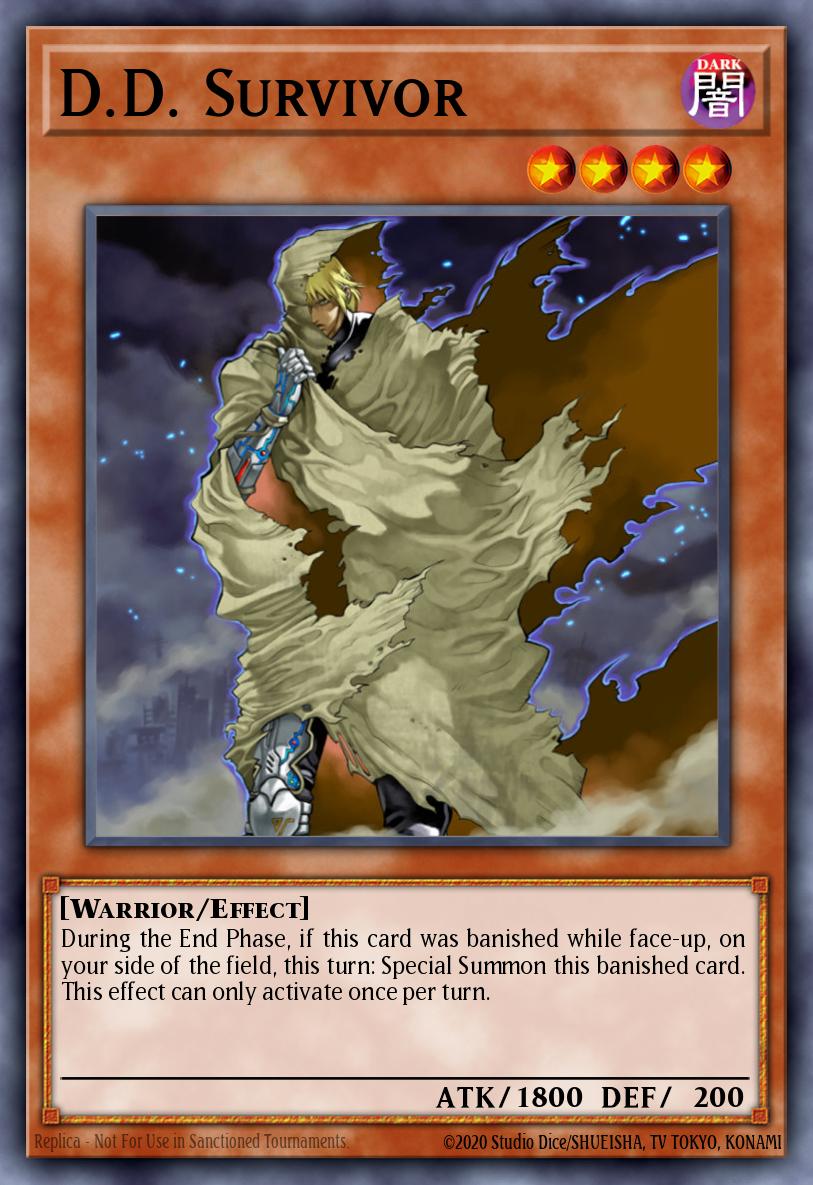 D.D. Survivor
DARK
闇
[Warrior/Effect]
During the End Phase, if this card was banished while face-up, on
your side of the field, this turn: Special Summon this banished card.
This effect can only activate once per turn.
ATK/1800 DEF/ 200
Replica - Not For Use in Sanctioned Tournaments.
©2020 Studio Dice/SHUEISHA, TV TOKYO, KONAMI